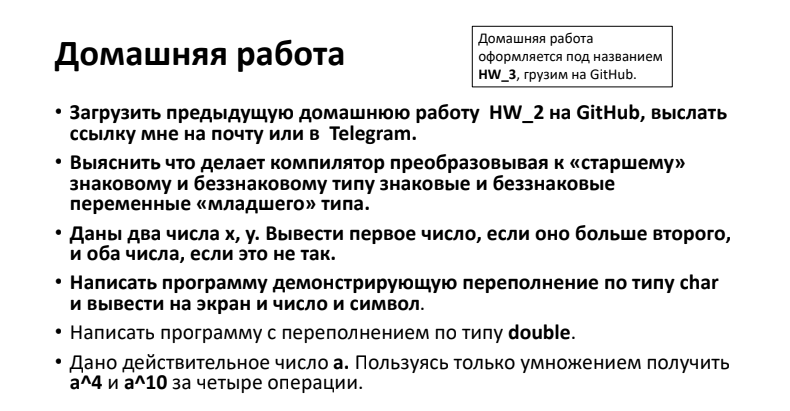 Домашняя работа
Домашняя работа
оформляется под названием
HW_3, грузим на GitHub.
• Загрузить предыдущую домашнюю работу HW_2 на GitHub, выслать
ссылку мне на почту или в Telegram.
• Выяснить что делает компилятор преобразовывая к «старшему»
знаковому и беззнаковому типу знаковые и беззнаковые
переменные «младшего» типа.
• Даны два числа x, y. Вывести первое число, если оно больше второго,
и оба числа, если это не так.
• Написать программу демонстрирующую переполнение по типу char
и вывести на экран и число и символ.
• Написать программу с переполнением по типу double.
• Дано действительное число a. Пользуясь только умножением получить
a^4 и a^10 за четыре операции.